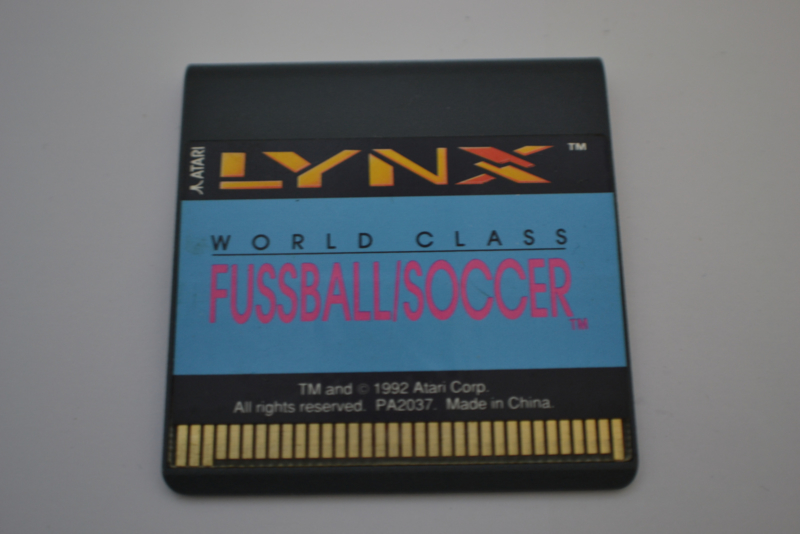 ATARI
LYNX TM
WORLD CLASS
FUSSBALL/SOCCER TM
TM and © 1992 Atari Corp.
All rights reserved. PA2037. Made in China.